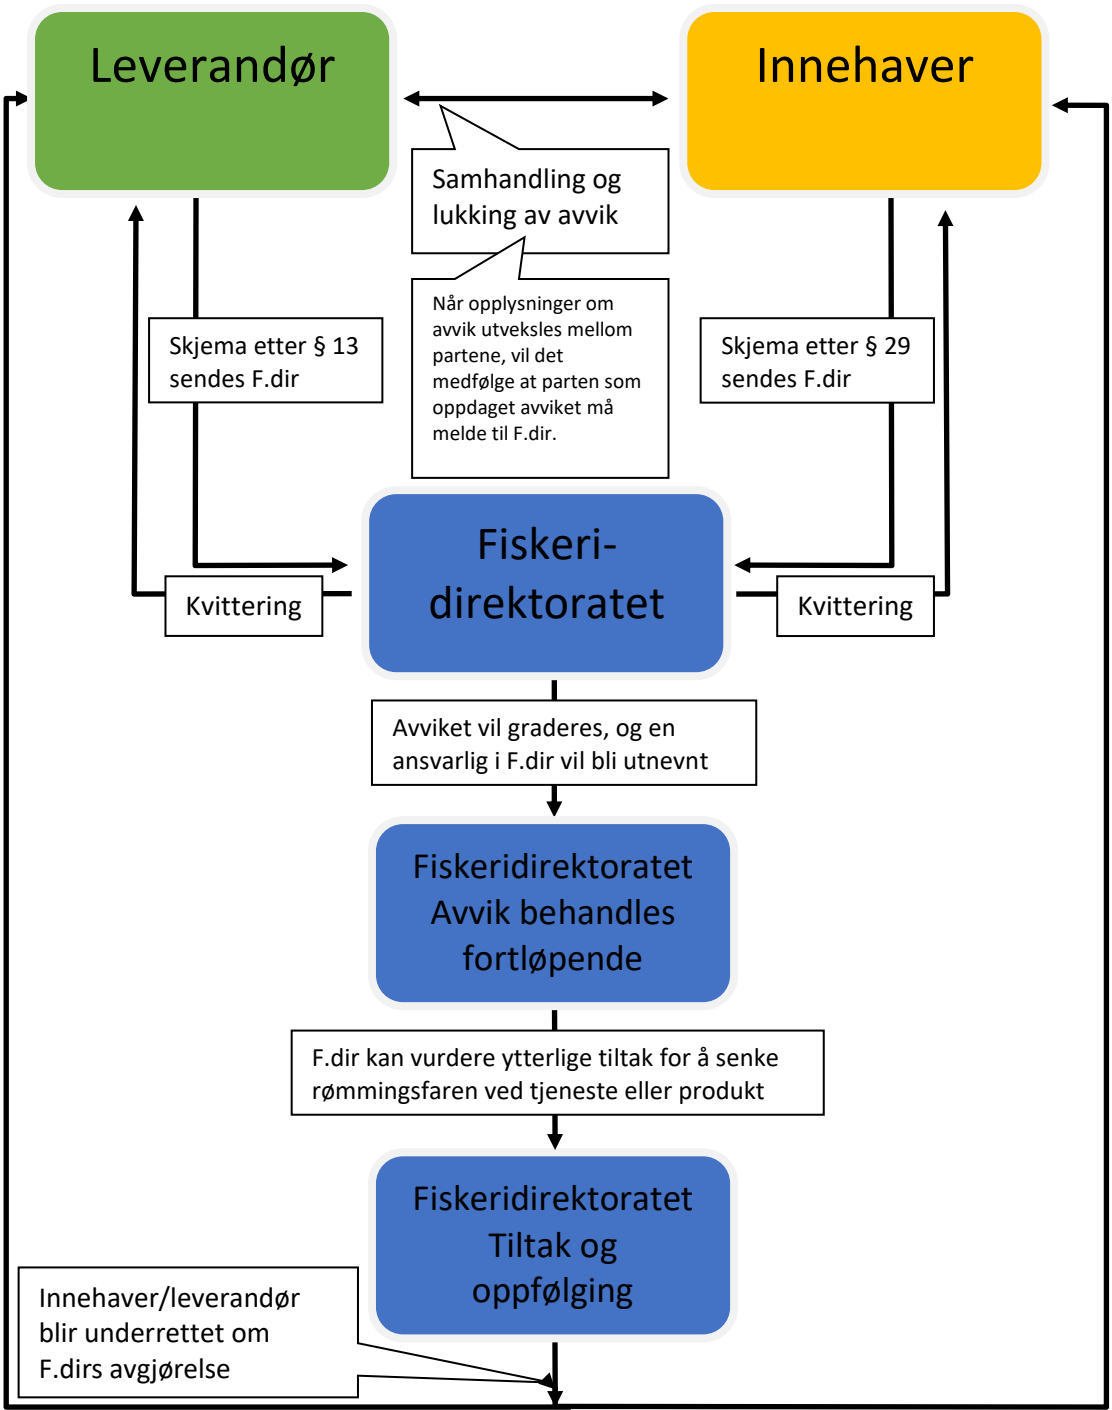 Leverandør
Innehaver
Samhandling og
lukking av avvik
Når opplysninger om
avvik utveksles mellom
partene, vil det
medfølge at parten som
oppdaget avviket må
melde til F.dir.
Skjema etter § 13
sendes F.dir
Skjema etter § 29
sendes F.dir
Fiskeri-
direktoratet
Kvittering
Kvittering
Avviket vil graderes, og en
ansvarlig i F.dir vil bli utnevnt
Fiskeridirektoratet
Avvik behandles
fortløpende
F.dir kan vurdere ytterlige tiltak for å senke
rømmingsfaren ved tjeneste eller produkt
Fiskeridirektoratet
Tiltak og
oppfølging
Innehaver/leverandør
blir underrettet om
F.dirs avgjørelse